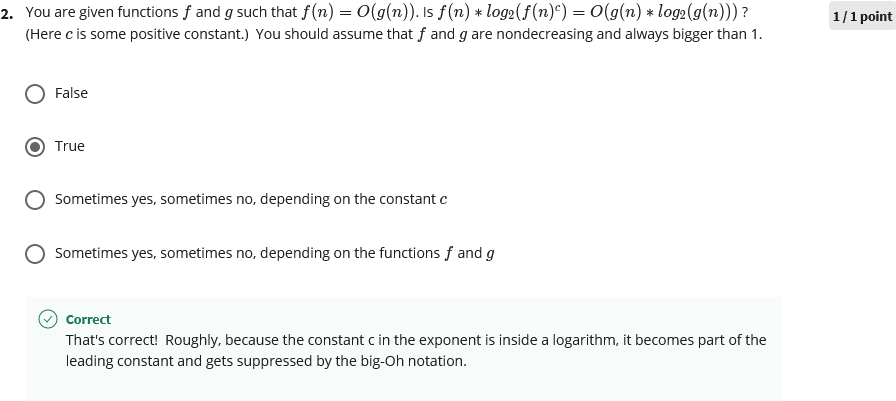 2. You are given functions f and g such that f(n) = O(g(n)). Is f(n) * log₂(f(n)ᶜ) = O(g(n) * log₂(g(n))) ?
1 / 1 point
(Here c is some positive constant.) You should assume that f and g are nondecreasing and always bigger than 1.
False
True
Sometimes yes, sometimes no, depending on the constant c
Sometimes yes, sometimes no, depending on the functions f and g
Correct
That's correct! Roughly, because the constant c in the exponent is inside a logarithm, it becomes part of the
leading constant and gets suppressed by the big-Oh notation.